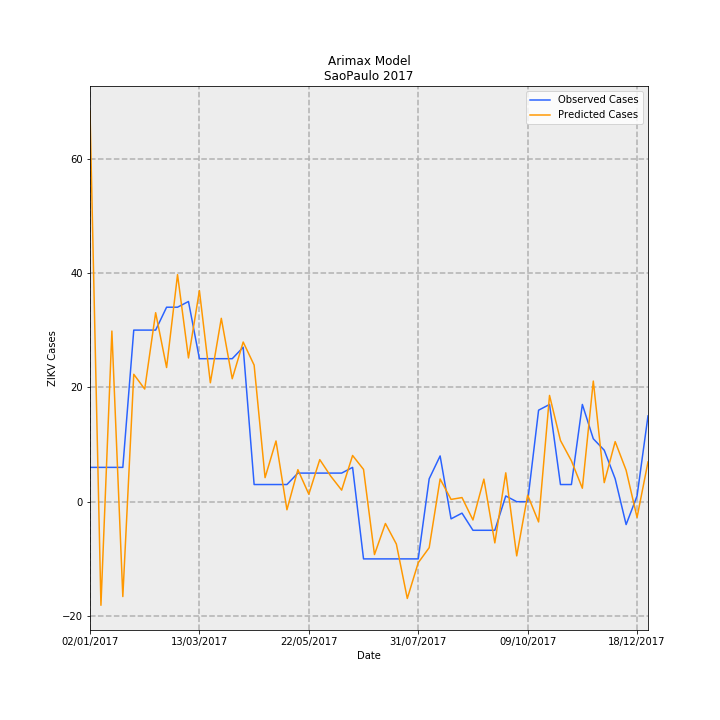 Arimax Model
SaoPaulo 2017
Observed Cases
Predicted Cases
60
40
20
0
−20
ZIKV Cases
02/01/2017 13/03/2017 22/05/2017 31/07/2017 09/10/2017 18/12/2017
Date